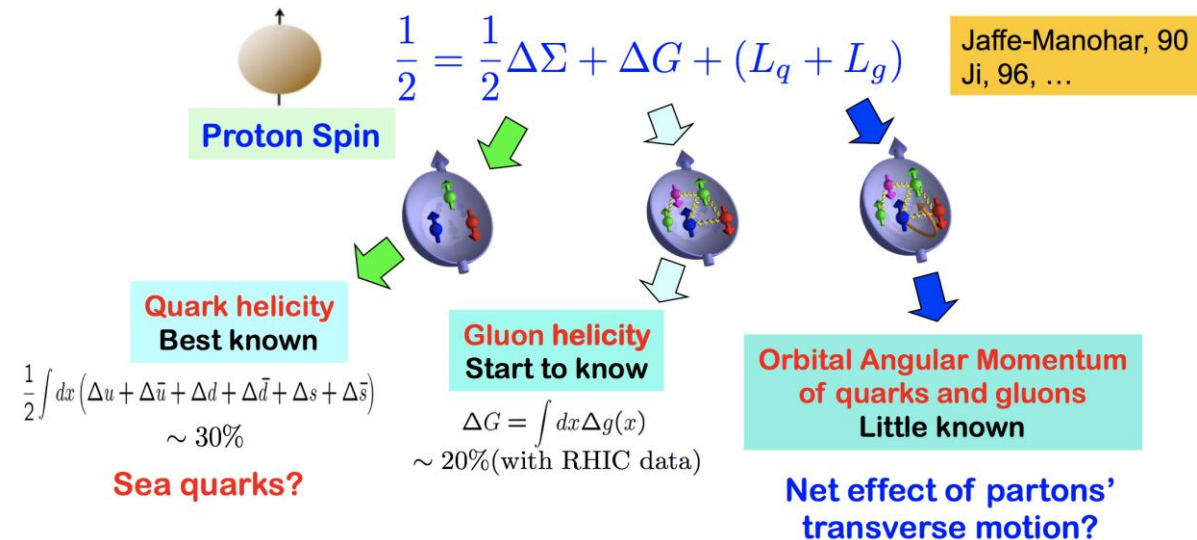 1/2 = 1/2 ΔΣ + ΔG + (L_q + L_g)
Jaffe-Manohar, 90
Ji, 96, …
Proton Spin
Quark helicity
Best known
1/2 ∫ dx (Δu + Δū + Δd + Δd̄ + Δs + Δs̄)
∼ 30%
Sea quarks?
Gluon helicity
Start to know
ΔG = ∫ dxΔg(x)
∼ 20%(with RHIC data)
Orbital Angular Momentum
of quarks and gluons
Little known
Net effect of partons’
transverse motion?